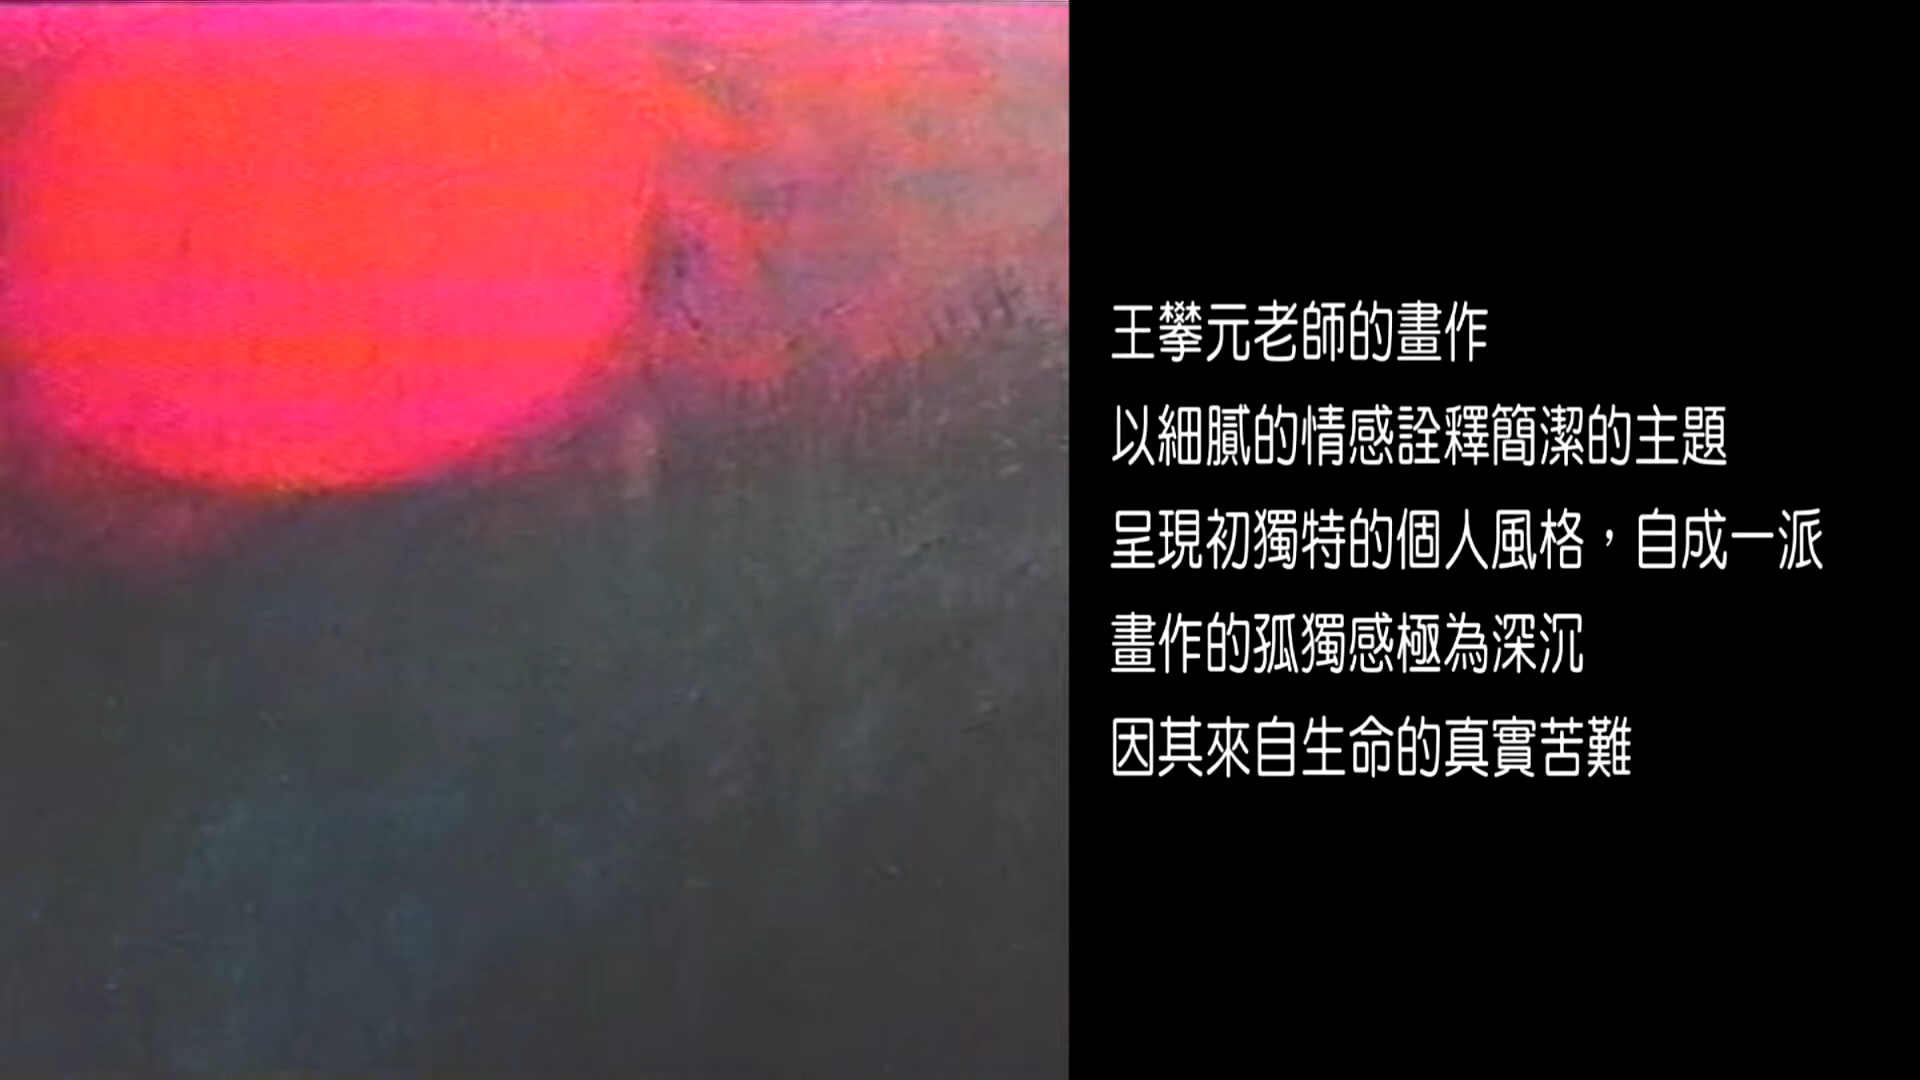 王攀元老師的畫作
以細膩的情感詮釋簡潔的主題
呈現初獨特的個人風格，自成一派
畫作的孤獨感極為深沉
因其來自生命的真實苦難